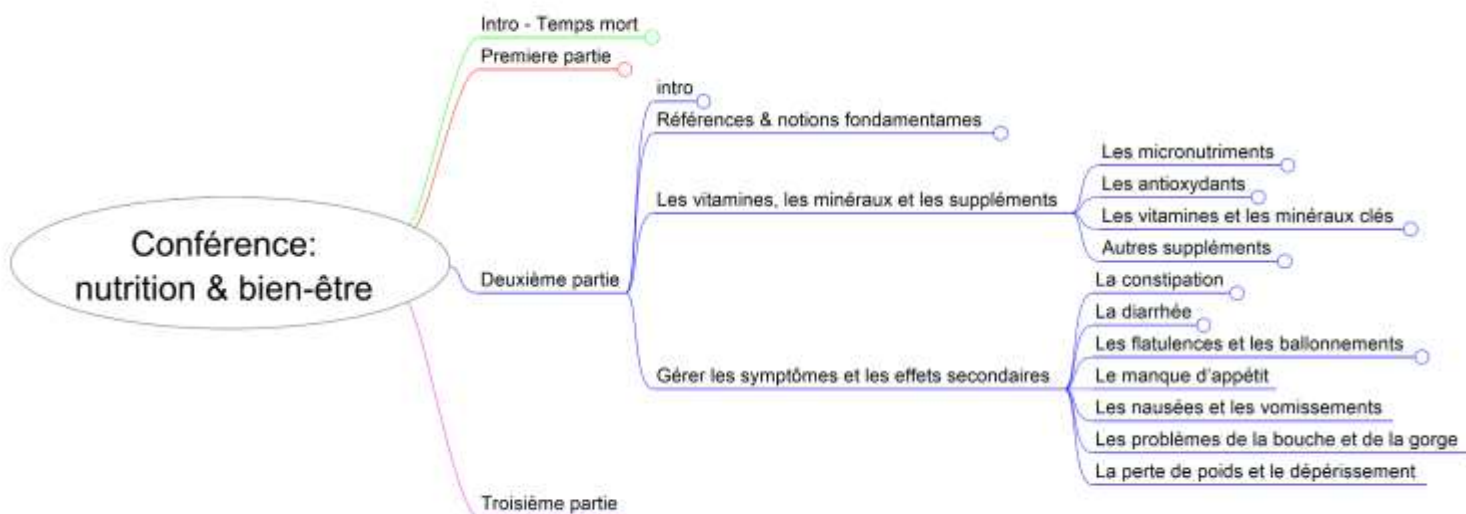 Intro - Temps mort
Premiere partie
intro
Références & notions fondamentames
Les micronutriments
Les antioxydants
Les vitamines, les minéraux et les suppléments
Les vitamines et les minéraux clés
Autres suppléments
Conférence:
nutrition & bien-être
Deuxième partie
La constipation
La diarrhée
Les flatulences et les ballonnements
Gérer les symptômes et les effets secondaires
Le manque d'appétit
Les nausées et les vomissements
Les problèmes de la bouche et de la gorge
La perte de poids et le dépérissement
Troisième partie